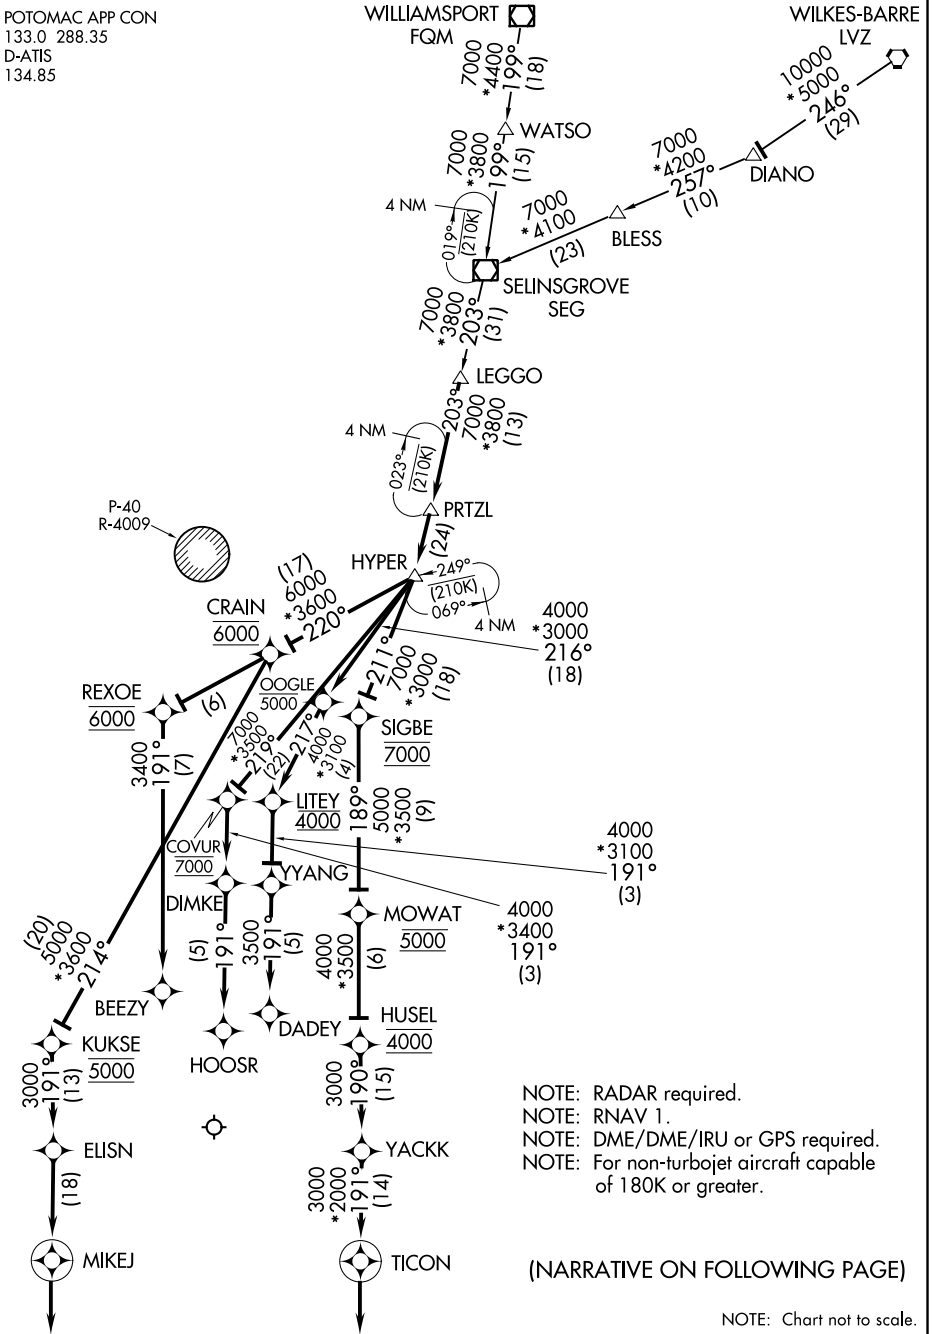 POTOMAC APP CON
133.0 288.35
D-ATIS
134.85
WILLIAMSPORT
FQM
WILKES-BARRE
LVZ
7000
*4400
199°
(18)
10000
*5000
246°
(29)
WATSO
7000
*3800
199°
(15)
7000
*4200
257°
(10)
DIANO
4 NM
019°
(210K)
7000
*4100
(23)
BLESS
SELINSGROVE
SEG
7000
*3800
203°
(31)
LEGGO
203°
7000
*3800
(13)
4 NM
023°
(210K)
PRTZL
(24)
P-40
R-4009
HYPER
249°
(210K)
069°
4 NM
(17)
6000
*3600
220°
CRAIN
6000
4000
*3000
216°
(18)
211°
7000
*3000
(18)
OOGLE
5000
REXOE
6000
(6)
SIGBE
7000
7000
*3500
219°
(22)
217°
4000
*3100
(4)
3400
191°
(7)
LITEY
4000
189°
5000
*3500
(9)
COVUR
7000
4000
*3100
191°
(3)
YYANG
DIMKE
MOWAT
5000
4000
*3400
191°
(3)
(20)
5000
*3600
214°
(5)
191°
3500
191°
(5)
4000
*3500
(6)
BEEZY
DADEY
HUSEL
4000
KUKSE
5000
HOOSR
3000
191°
(13)
3000
190°
(15)
NOTE: RADAR required.
NOTE: RNAV 1.
NOTE: DME/DME/IRU or GPS required.
NOTE: For non-turbojet aircraft capable
of 180K or greater.
ELISN
YACKK
(18)
3000
*2000
191°
(14)
MIKEJ
TICON
(NARRATIVE ON FOLLOWING PAGE)
NOTE: Chart not to scale.